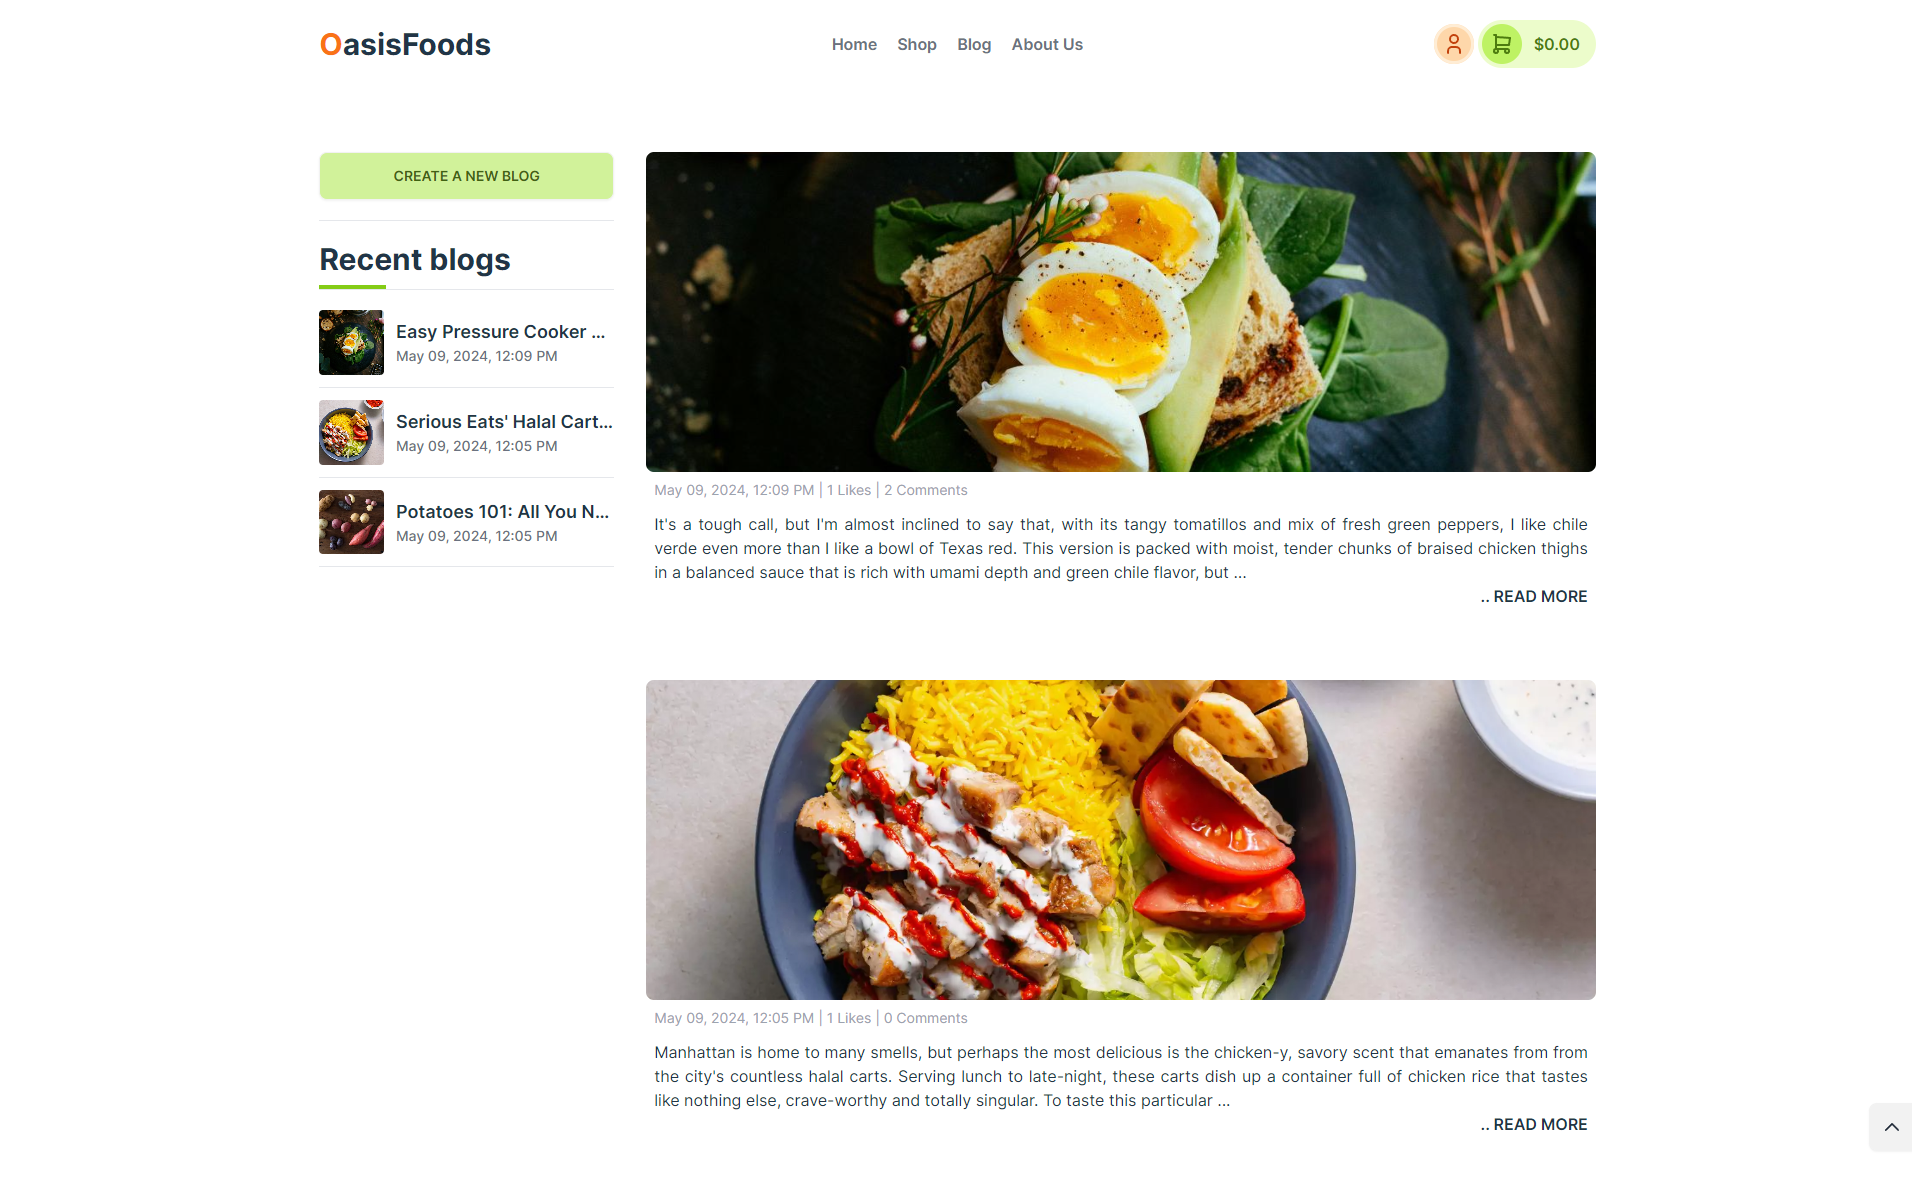 OasisFoods
Home Shop Blog About Us
$0.00
CREATE A NEW BLOG
Recent blogs
Easy Pressure Cooker ...
May 09, 2024, 12:09 PM
Serious Eats' Halal Cart...
May 09, 2024, 12:05 PM
Potatoes 101: All You N...
May 09, 2024, 12:05 PM
May 09, 2024, 12:09 PM | 1 Likes | 2 Comments
It's a tough call, but I'm almost inclined to say that, with its tangy tomatillos and mix of fresh green peppers, I like chile
verde even more than I like a bowl of Texas red. This version is packed with moist, tender chunks of braised chicken thighs
in a balanced sauce that is rich with umami depth and green chile flavor, but ...
.. READ MORE
May 09, 2024, 12:05 PM | 1 Likes | 0 Comments
Manhattan is home to many smells, but perhaps the most delicious is the chicken-y, savory scent that emanates from from
the city's countless halal carts. Serving lunch to late-night, these carts dish up a container full of chicken rice that tastes
like nothing else, crave-worthy and totally singular. To taste this particular ...
.. READ MORE